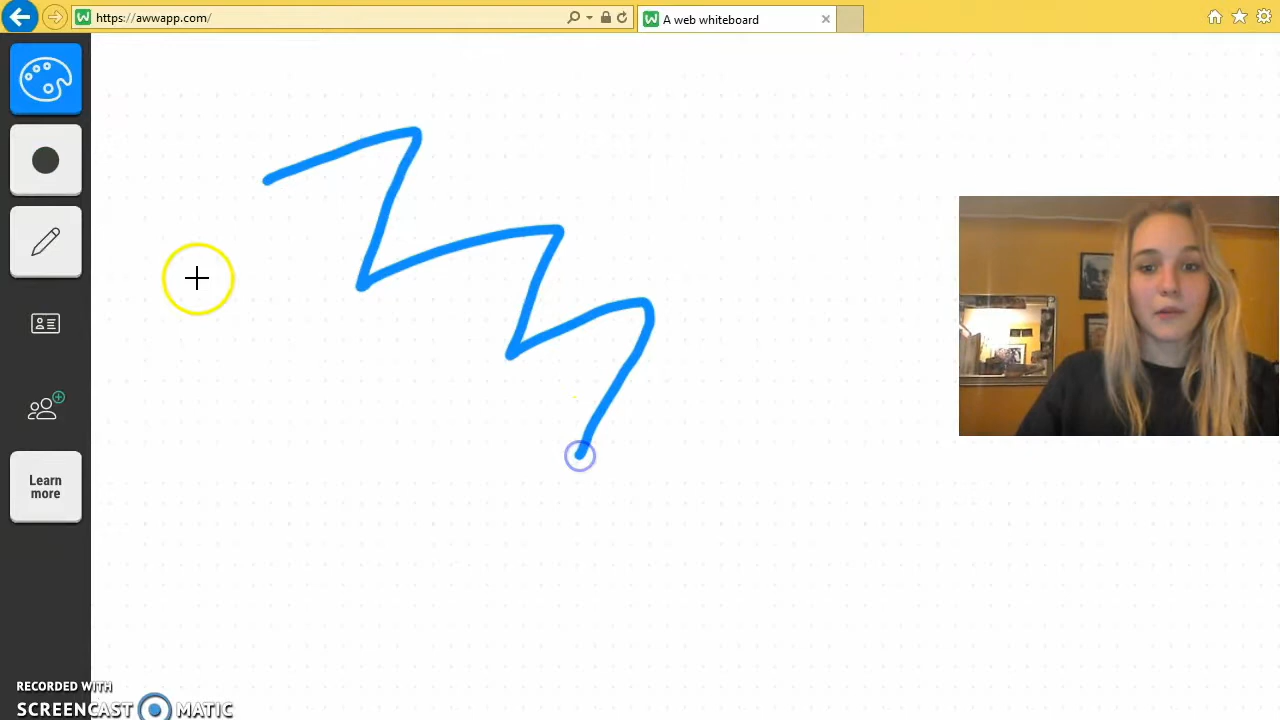 https://awwapp.com/
A web whiteboard
Learn
more
RECORDED WITH
SCREENCAST MATIC